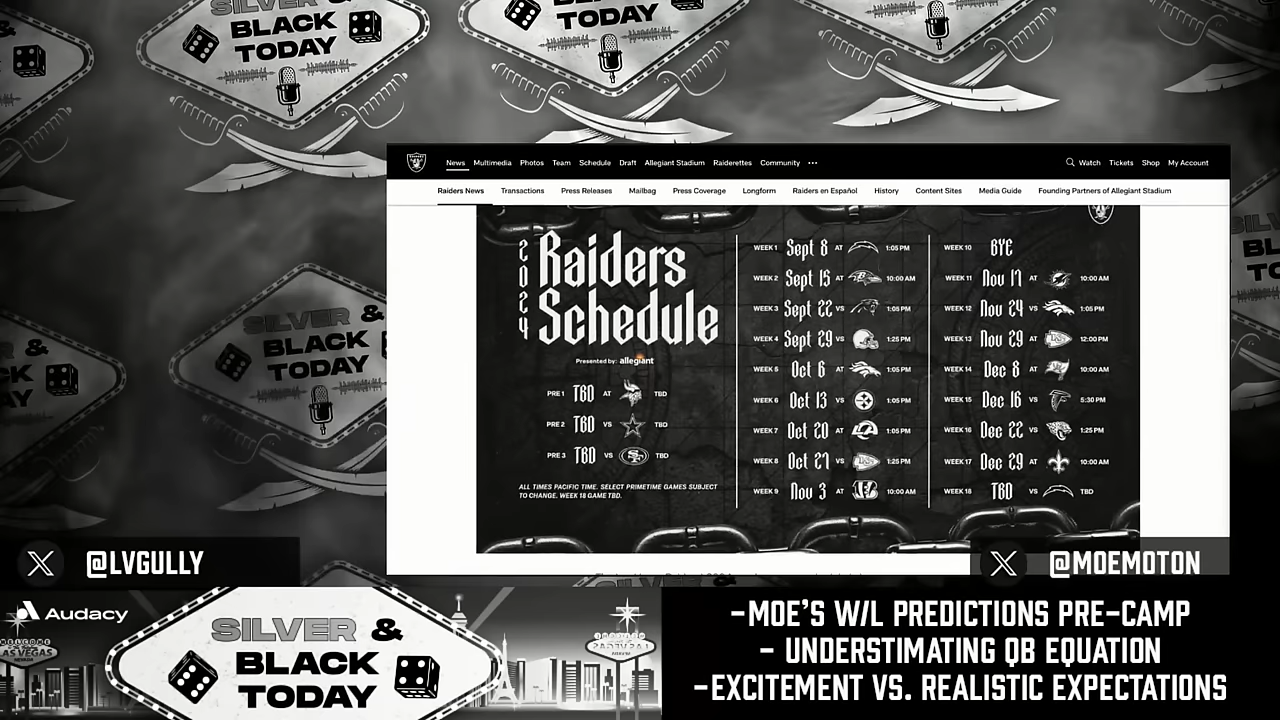 SILVER &
BLACK
TODAY
BLACK
TODAY
SILVER &
BLACK
TODAY
News Multimedia Photos Team Schedule Draft Allegiant Stadium Raiderettes Community ••• Watch Tickets Shop My Account
Raiders News Transactions Press Releases Mailbag Press Coverage Longform Raiders en Español History Content Sites Media Guide Founding Partners of Allegiant Stadium
2024
Raiders
Schedule
Presented by: allegiant
PRE 1 TBD AT TBD
PRE 2 TBD VS TBD
PRE 3 TBD VS SF TBD
ALL TIMES PACIFIC TIME. SELECT PRIMETIME GAMES SUBJECT
TO CHANGE. WEEK 18 GAME TBD.
WEEK 1 Sept 8 AT 1:05 PM
WEEK 2 Sept 15 AT 10:00 AM
WEEK 3 Sept 22 VS 1:05 PM
WEEK 4 Sept 29 VS 1:25 PM
WEEK 5 Oct 6 AT 1:05 PM
WEEK 6 Oct 13 VS 1:05 PM
WEEK 7 Oct 20 AT 1:05 PM
WEEK 8 Oct 27 VS 1:25 PM
WEEK 9 Nov 3 AT 10:00 AM
WEEK 10 BYE
WEEK 11 Nov 17 AT 10:00 AM
WEEK 12 Nov 24 VS 1:05 PM
WEEK 13 Nov 29 AT 12:00 PM
WEEK 14 Dec 8 AT 10:00 AM
WEEK 15 Dec 16 VS 5:30 PM
WEEK 16 Dec 22 VS 1:25 PM
WEEK 17 Dec 29 AT 10:00 AM
WEEK 18 TBD VS TBD
@LVGULLY
@MOEMOTON
Audacy
SILVER &
BLACK
TODAY
-MOE'S W/L PREDICTIONS PRE-CAMP
- UNDERSTIMATING QB EQUATION
-EXCITEMENT VS. REALISTIC EXPECTATIONS